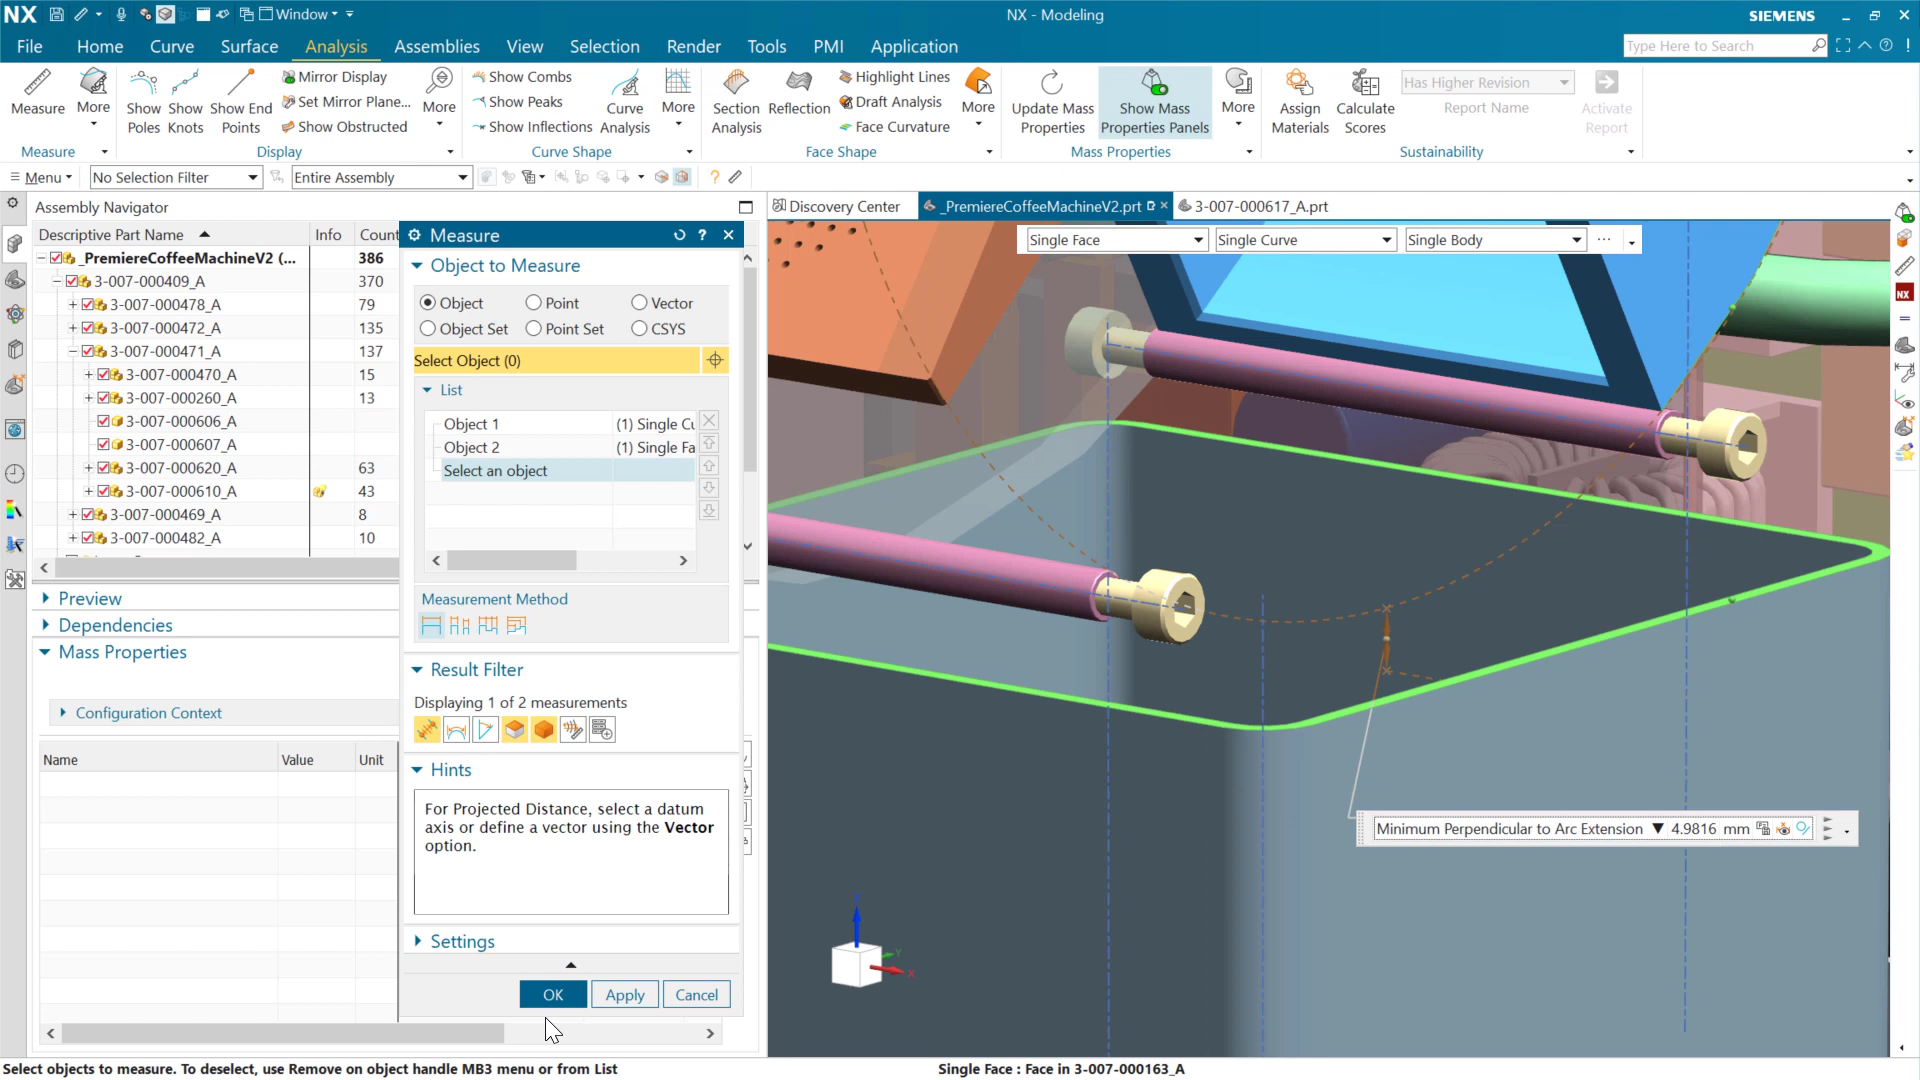 NX
Window
NX - Modeling
SIEMENS
File
Home
Curve
Surface
Analysis
Assemblies
View
Selection
Render
Tools
PMI
Application
Type Here to Search
Measure
More
Show Poles
Show Knots
Show End Points
Mirror Display
Set Mirror Plane...
Show Obstructed
More
Show Combs
Show Peaks
Show Inflections
Curve Analysis
More
Section Analysis
Reflection
Highlight Lines
Draft Analysis
Face Curvature
More
Update Mass Properties
Show Mass Properties Panels
More
Assign Materials
Calculate Scores
Has Higher Revision
Report Name
Activate Report
Measure
Display
Curve Shape
Face Shape
Mass Properties
Sustainability
Menu
No Selection Filter
Entire Assembly
Assembly Navigator
Discovery Center
_PremiereCoffeeMachineV2.prt
3-007-000617_A.prt
Descriptive Part Name
Info
Count
_PremiereCoffeeMachineV2 (... 386
3-007-000409_A 370
3-007-000478_A 79
3-007-000472_A 135
3-007-000471_A 137
3-007-000470_A 15
3-007-000260_A 13
3-007-000606_A
3-007-000607_A
3-007-000620_A 63
3-007-000610_A 43
3-007-000469_A 8
3-007-000482_A 10
Preview
Dependencies
Mass Properties
Configuration Context
Name
Value
Unit
Measure
Object to Measure
Object
Point
Vector
Object Set
Point Set
CSYS
Select Object (0)
List
Object 1 (1) Single Cu
Object 2 (1) Single Fa
Select an object
Measurement Method
Result Filter
Displaying 1 of 2 measurements
Hints
For Projected Distance, select a datum
axis or define a vector using the Vector
option.
Settings
OK
Apply
Cancel
Single Face
Single Curve
Single Body
NX
Minimum Perpendicular to Arc Extension 4.9816 mm
Z
Y
X
Select objects to measure. To deselect, use Remove on object handle MB3 menu or from List
Single Face : Face in 3-007-000163_A